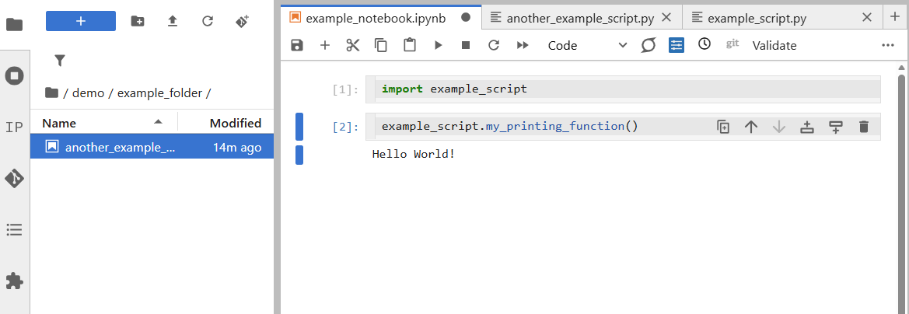 example_notebook.ipynb
another_example_script.py
example_script.py
Code
git
Validate
/ demo / example_folder /
Name
Modified
another_example_...
14m ago
IP
[1]:
import example_script
[2]:
example_script.my_printing_function()
Hello World!